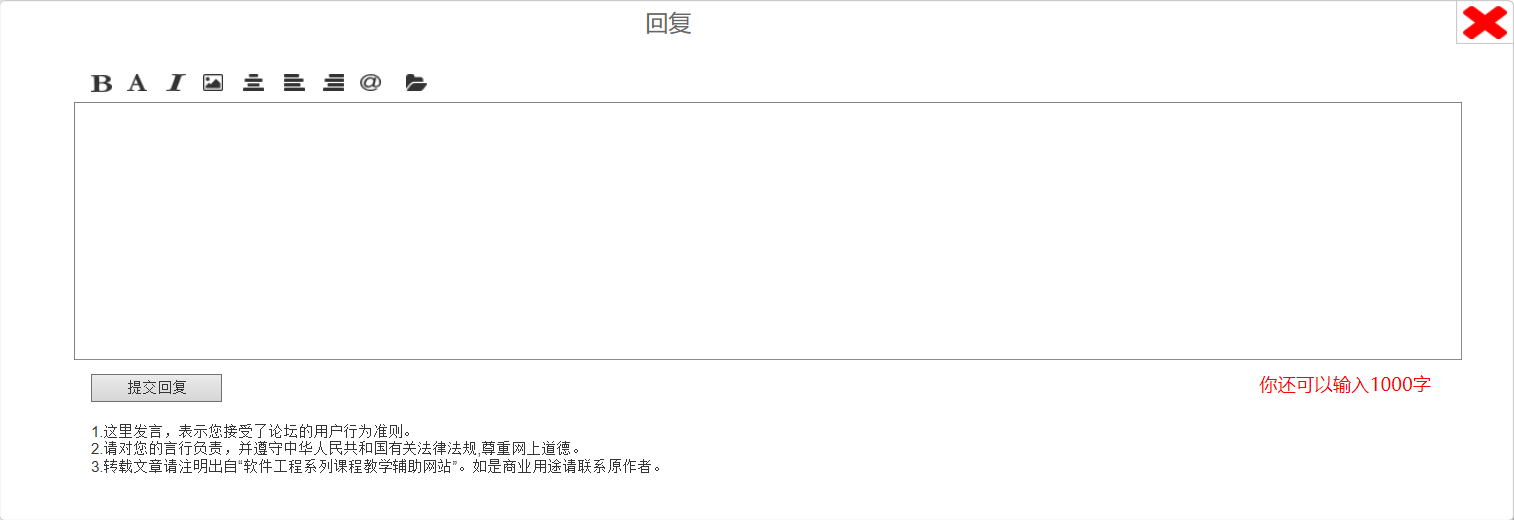 回复
B A I @
提交回复
你还可以输入1000字
1.这里发言，表示您接受了论坛的用户行为准则。
2.请对您的言行负责，并遵守中华人民共和国有关法律法规,尊重网上道德。
3.转载文章请注明出自“软件工程系列课程教学辅助网站”。如是商业用途请联系原作者。